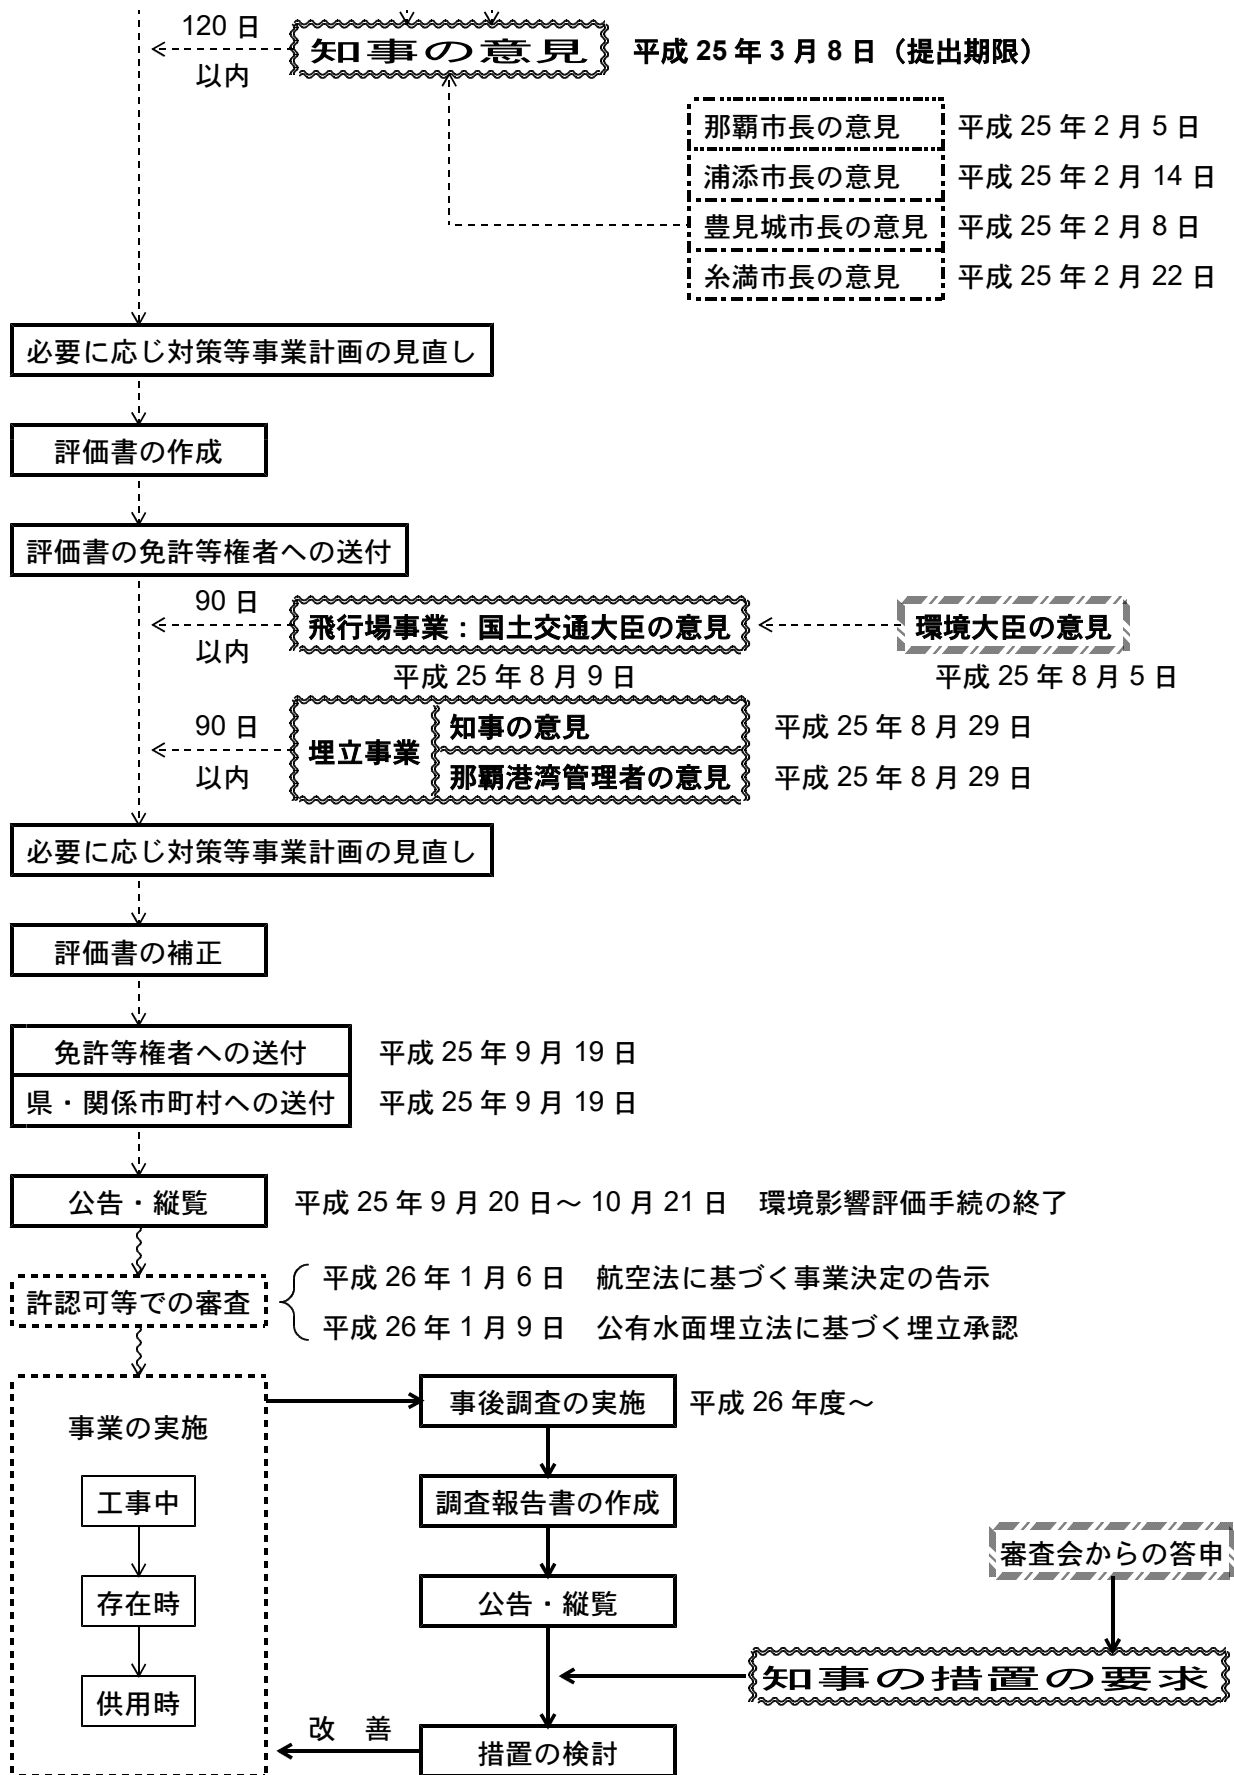 120 日
以内
知事の意見
平成 25 年 3 月 8 日（提出期限）
那覇市長の意見 平成 25 年 2 月 5 日
浦添市長の意見 平成 25 年 2 月 14 日
豊見城市長の意見 平成 25 年 2 月 8 日
糸満市長の意見 平成 25 年 2 月 22 日
必要に応じ対策等事業計画の見直し
評価書の作成
評価書の免許等権者への送付
90 日
以内
飛行場事業：国土交通大臣の意見
環境大臣の意見
平成 25 年 8 月 9 日
平成 25 年 8 月 5 日
90 日
以内
埋立事業
知事の意見 平成 25 年 8 月 29 日
那覇港湾管理者の意見 平成 25 年 8 月 29 日
必要に応じ対策等事業計画の見直し
評価書の補正
免許等権者への送付 平成 25 年 9 月 19 日
県・関係市町村への送付 平成 25 年 9 月 19 日
公告・縦覧 平成 25 年 9 月 20 日～ 10 月 21 日 環境影響評価手続の終了
許認可等での審査
平成 26 年 1 月 6 日 航空法に基づく事業決定の告示
平成 26 年 1 月 9 日 公有水面埋立法に基づく埋立承認
事業の実施
工事中
存在時
供用時
事後調査の実施 平成 26 年度～
調査報告書の作成
公告・縦覧
審査会からの答申
知事の措置の要求
改 善
措置の検討